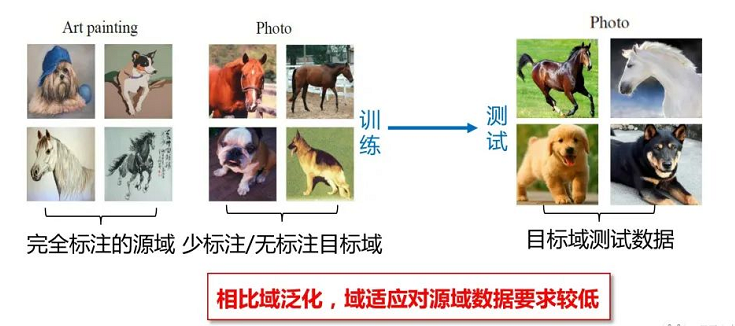 Art painting
Photo
Photo
训练
测试
完全标注的源域
少标注/无标注目标域
目标域测试数据
相比域泛化，域适应对源域数据要求较低